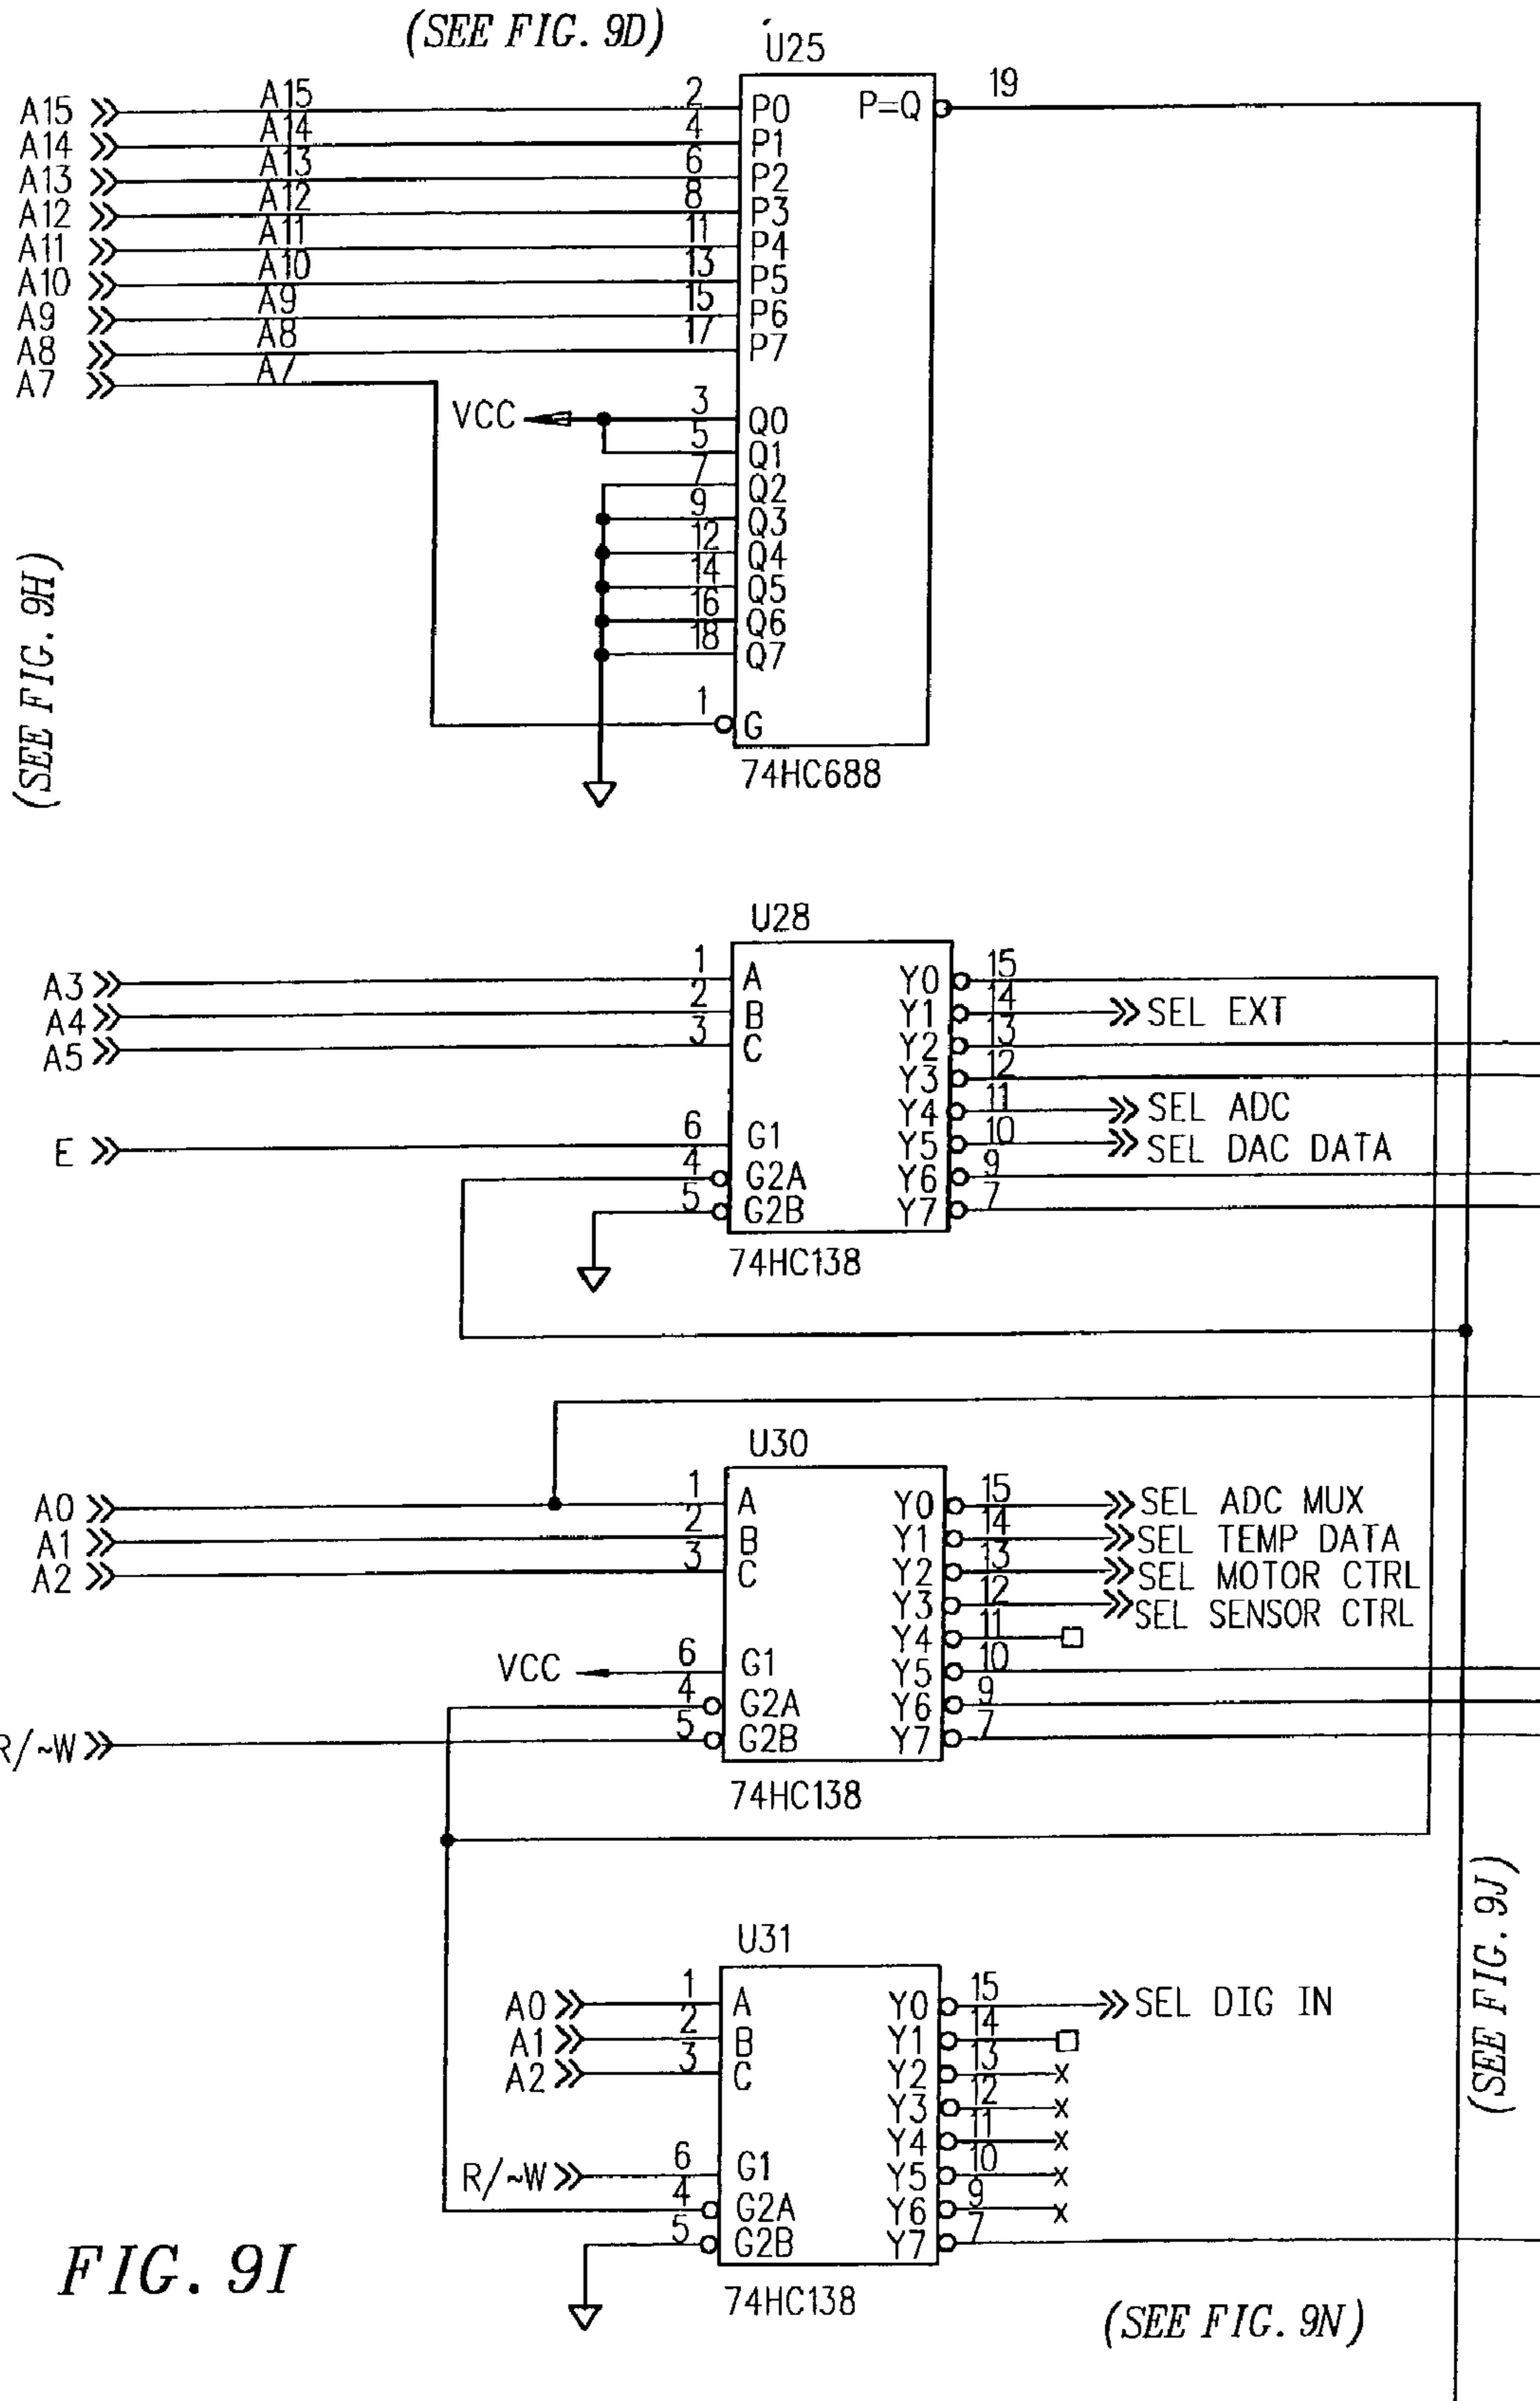 (SEE FIG. 9D)
U25
A15 A15 2 P0 P=Q 19
A14 A14 4 P1
A13 A13 6 P2
A12 A12 8 P3
A11 A11 11 P4
A10 A10 13 P5
A9 A9 15 P6
A8 A8 17 P7
A7 A7
VCC 3 Q0
5 Q1
7 Q2
9 Q3
12 Q4
14 Q5
16 Q6
18 Q7
1 G
74HC688
(SEE FIG. 9H)
U28
A3 1 A Y0 15
A4 2 B Y1 14 SEL EXT
A5 3 C Y2 13
Y3 12
Y4 11 SEL ADC
E 6 G1 Y5 10 SEL DAC DATA
4 G2A Y6 9
5 G2B Y7 7
74HC138
U30
A0 1 A Y0 15 SEL ADC MUX
A1 2 B Y1 14 SEL TEMP DATA
A2 3 C Y2 13 SEL MOTOR CTRL
Y3 12 SEL SENSOR CTRL
Y4 11
VCC 6 G1 Y5 10
4 G2A Y6 9
R/~W 5 G2B Y7 7
74HC138
(SEE FIG. 9J)
U31
A0 1 A Y0 15 SEL DIG IN
A1 2 B Y1 14
A2 3 C Y2 13 x
Y3 12 x
Y4 11 x
R/~W 6 G1 Y5 10 x
4 G2A Y6 9 x
5 G2B Y7 7
74HC138
FIG. 9I
(SEE FIG. 9N)